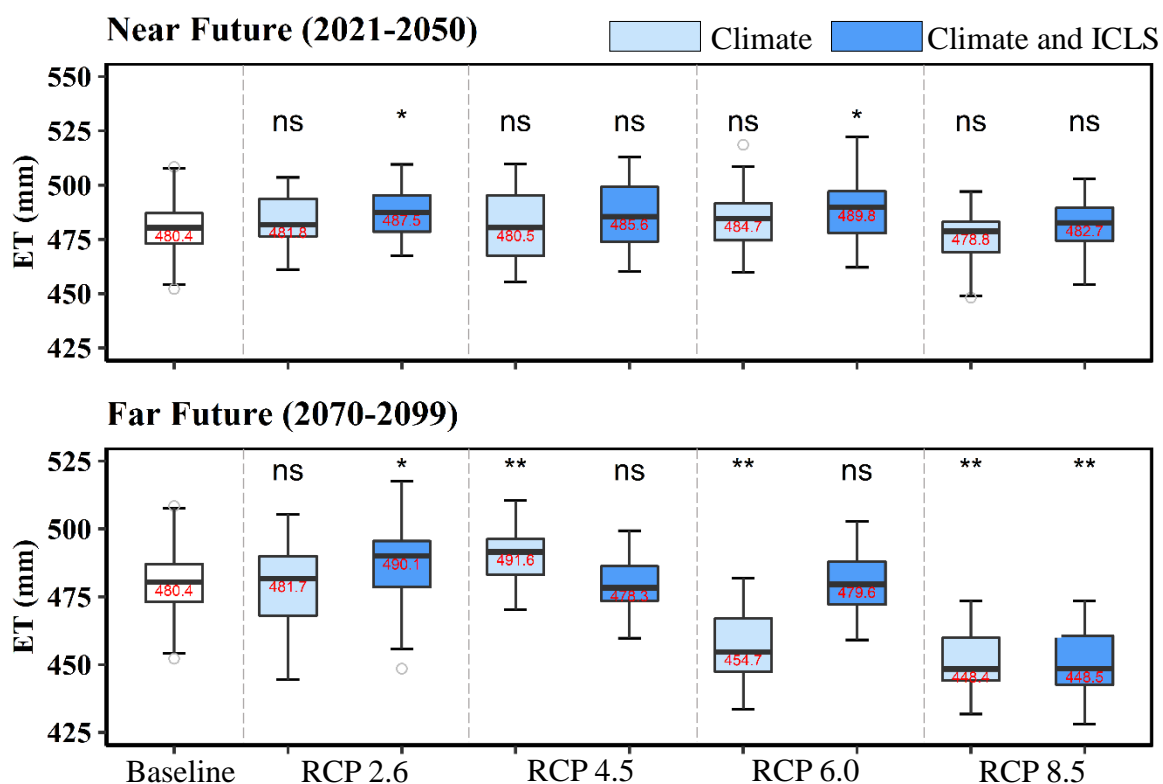 Near Future (2021-2050)
Climate
Climate and ICLS
ET (mm)
550
525
500
475
450
425
ns
*
ns
ns
ns
*
ns
ns
480.4
481.8
487.5
480.5
485.6
484.7
489.8
478.8
482.7
Far Future (2070-2099)
ET (mm)
525
500
475
450
425
ns
*
**
ns
**
ns
**
**
480.4
481.7
490.1
491.6
478.3
454.7
479.6
448.4
448.5
Baseline
RCP 2.6
RCP 4.5
RCP 6.0
RCP 8.5